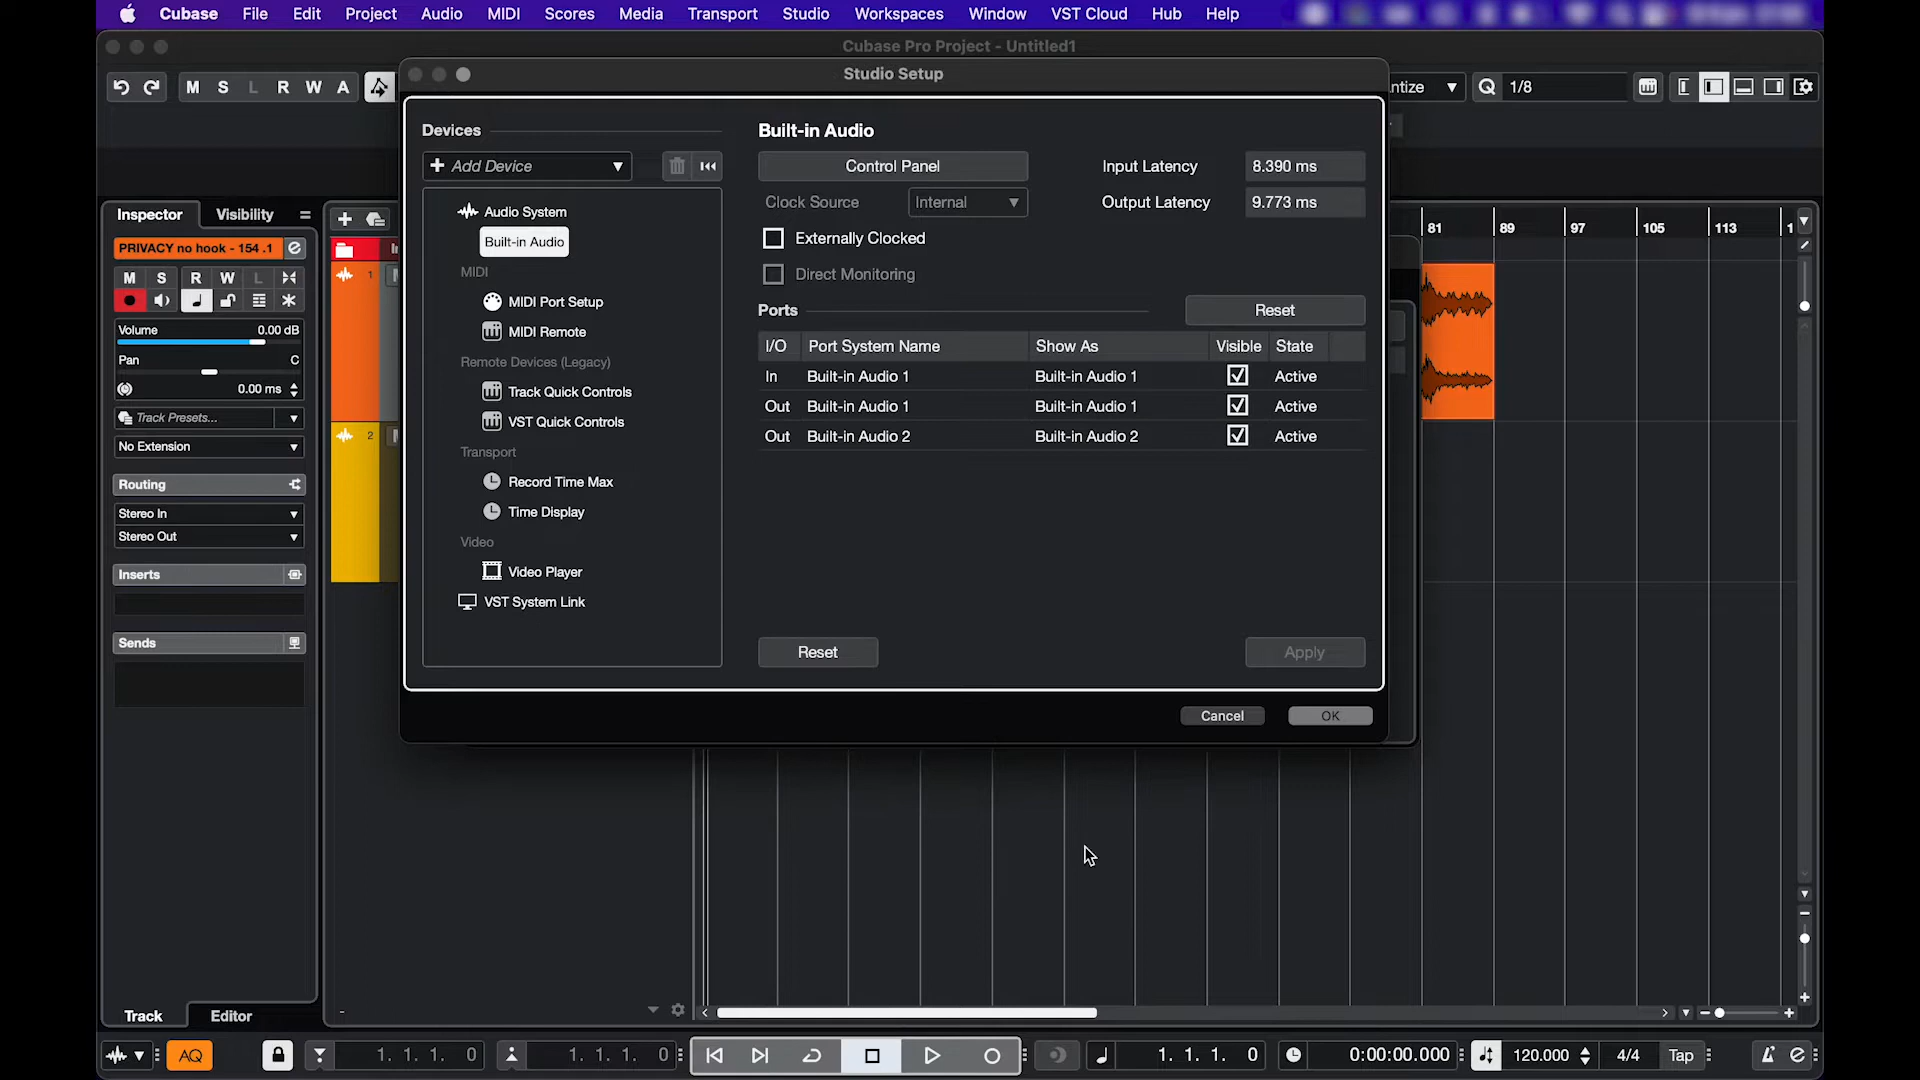 Cubase File Edit Project Audio MIDI Scores Media Transport Studio Workspaces Window VST Cloud Hub Help
Cubase Pro Project - Untitled1
Studio Setup
M S L R W A
ntize
Q 1/8
Inspector Visibility
PRIVACY no hook - 154 .1
M S R W L
Volume 0.00 dB
Pan C
0.00 ms
Track Presets...
No Extension
Routing
Stereo In
Stereo Out
Inserts
Sends
Track Editor
1
2
Devices
Add Device
Audio System
Built-in Audio
MIDI
MIDI Port Setup
MIDI Remote
Remote Devices (Legacy)
Track Quick Controls
VST Quick Controls
Transport
Record Time Max
Time Display
Video
Video Player
VST System Link
Built-in Audio
Control Panel
Input Latency 8.390 ms
Clock Source Internal
Output Latency 9.773 ms
Externally Clocked
Direct Monitoring
Ports
Reset
I/O Port System Name Show As Visible State
In Built-in Audio 1 Built-in Audio 1 Active
Out Built-in Audio 1 Built-in Audio 1 Active
Out Built-in Audio 2 Built-in Audio 2 Active
Reset
Apply
Cancel OK
81 89 97 105 113 1
AQ
1. 1. 1. 0
1. 1. 1. 0
1. 1. 1. 0
0:00:00.000
120.000
4/4
Tap